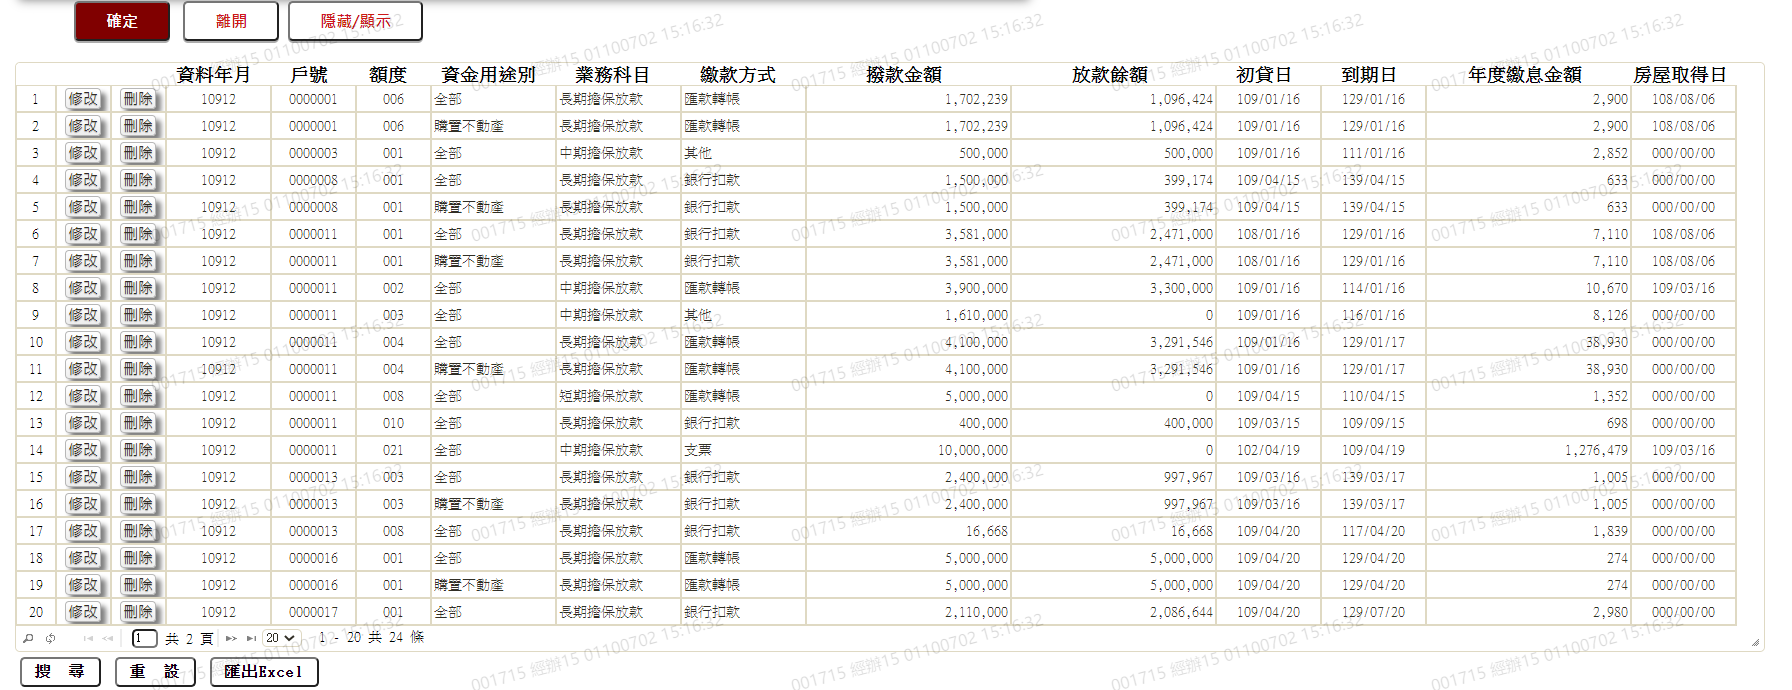 確定 離開 隱藏/顯示
資料年月 戶號 額度 資金用途別 業務科目 繳款方式 撥款金額 放款餘額 初貸日 到期日 年度繳息金額 房屋取得日
1 修改 刪除 10912 0000001 006 全部 長期擔保放款 匯款轉帳 1,702,239 1,096,424 109/01/16 129/01/16 2,900 108/08/06
2 修改 刪除 10912 0000001 006 購置不動產 長期擔保放款 匯款轉帳 1,702,239 1,096,424 109/01/16 129/01/16 2,900 108/08/06
3 修改 刪除 10912 0000003 001 全部 中期擔保放款 其他 500,000 500,000 109/01/16 111/01/16 2,852 000/00/00
4 修改 刪除 10912 0000008 001 全部 長期擔保放款 銀行扣款 1,500,000 399,174 109/04/15 139/04/15 633 000/00/00
5 修改 刪除 10912 0000008 001 購置不動產 長期擔保放款 銀行扣款 1,500,000 399,174 109/04/15 139/04/15 633 000/00/00
6 修改 刪除 10912 0000011 001 全部 長期擔保放款 銀行扣款 3,581,000 2,471,000 108/01/16 129/01/16 7,110 108/08/06
7 修改 刪除 10912 0000011 001 購置不動產 長期擔保放款 銀行扣款 3,581,000 2,471,000 108/01/16 129/01/16 7,110 108/08/06
8 修改 刪除 10912 0000011 002 全部 中期擔保放款 匯款轉帳 3,900,000 3,300,000 109/01/16 114/01/16 10,670 109/03/16
9 修改 刪除 10912 0000011 003 全部 中期擔保放款 其他 1,610,000 0 109/01/16 116/01/16 8,126 000/00/00
10 修改 刪除 10912 0000011 004 全部 長期擔保放款 匯款轉帳 4,100,000 3,291,546 109/01/16 129/01/17 38,930 000/00/00
11 修改 刪除 10912 0000011 004 購置不動產 長期擔保放款 匯款轉帳 4,100,000 3,291,546 109/01/16 129/01/17 38,930 000/00/00
12 修改 刪除 10912 0000011 008 全部 短期擔保放款 匯款轉帳 5,000,000 0 109/04/15 110/04/15 1,352 000/00/00
13 修改 刪除 10912 0000011 010 全部 長期擔保放款 銀行扣款 400,000 400,000 109/03/15 109/09/15 698 000/00/00
14 修改 刪除 10912 0000011 021 全部 中期擔保放款 支票 10,000,000 0 102/04/19 109/04/19 1,276,479 109/03/16
15 修改 刪除 10912 0000013 003 全部 長期擔保放款 銀行扣款 2,400,000 997,967 109/03/16 139/03/17 1,005 000/00/00
16 修改 刪除 10912 0000013 003 購置不動產 長期擔保放款 銀行扣款 2,400,000 997,967 109/03/16 139/03/17 1,005 000/00/00
17 修改 刪除 10912 0000013 008 全部 長期擔保放款 銀行扣款 16,668 16,668 109/04/20 117/04/20 1,839 000/00/00
18 修改 刪除 10912 0000016 001 全部 長期擔保放款 匯款轉帳 5,000,000 5,000,000 109/04/20 129/04/20 274 000/00/00
19 修改 刪除 10912 0000016 001 購置不動產 長期擔保放款 匯款轉帳 5,000,000 5,000,000 109/04/20 129/04/20 274 000/00/00
20 修改 刪除 10912 0000017 001 全部 長期擔保放款 銀行扣款 2,110,000 2,086,644 109/04/20 129/07/20 2,980 000/00/00
1 共 2 頁 20 1 - 20 共 24 條
搜 尋 重 設 匯出Excel
001715 經辦15 01100702 15:16:32